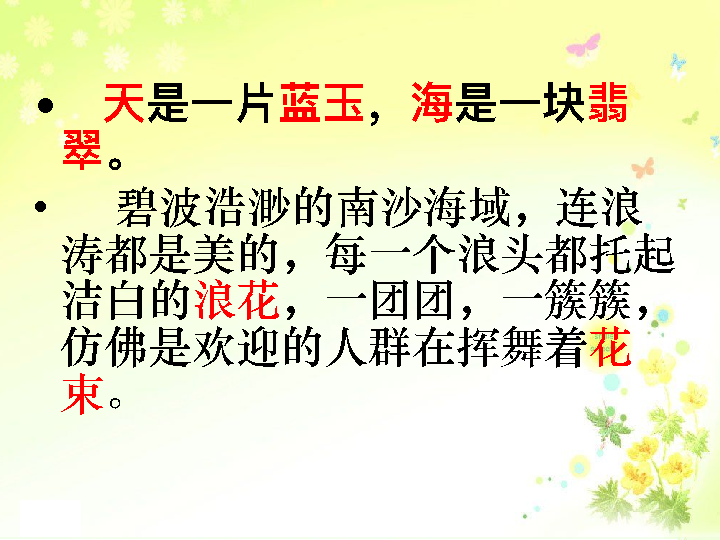 • 天是一片蓝玉，海是一块翡
翠。
• 碧波浩渺的南沙海域，连浪
涛都是美的，每一个浪头都托起
洁白的浪花，一团团，一簇簇，
仿佛是欢迎的人群在挥舞着花
束。